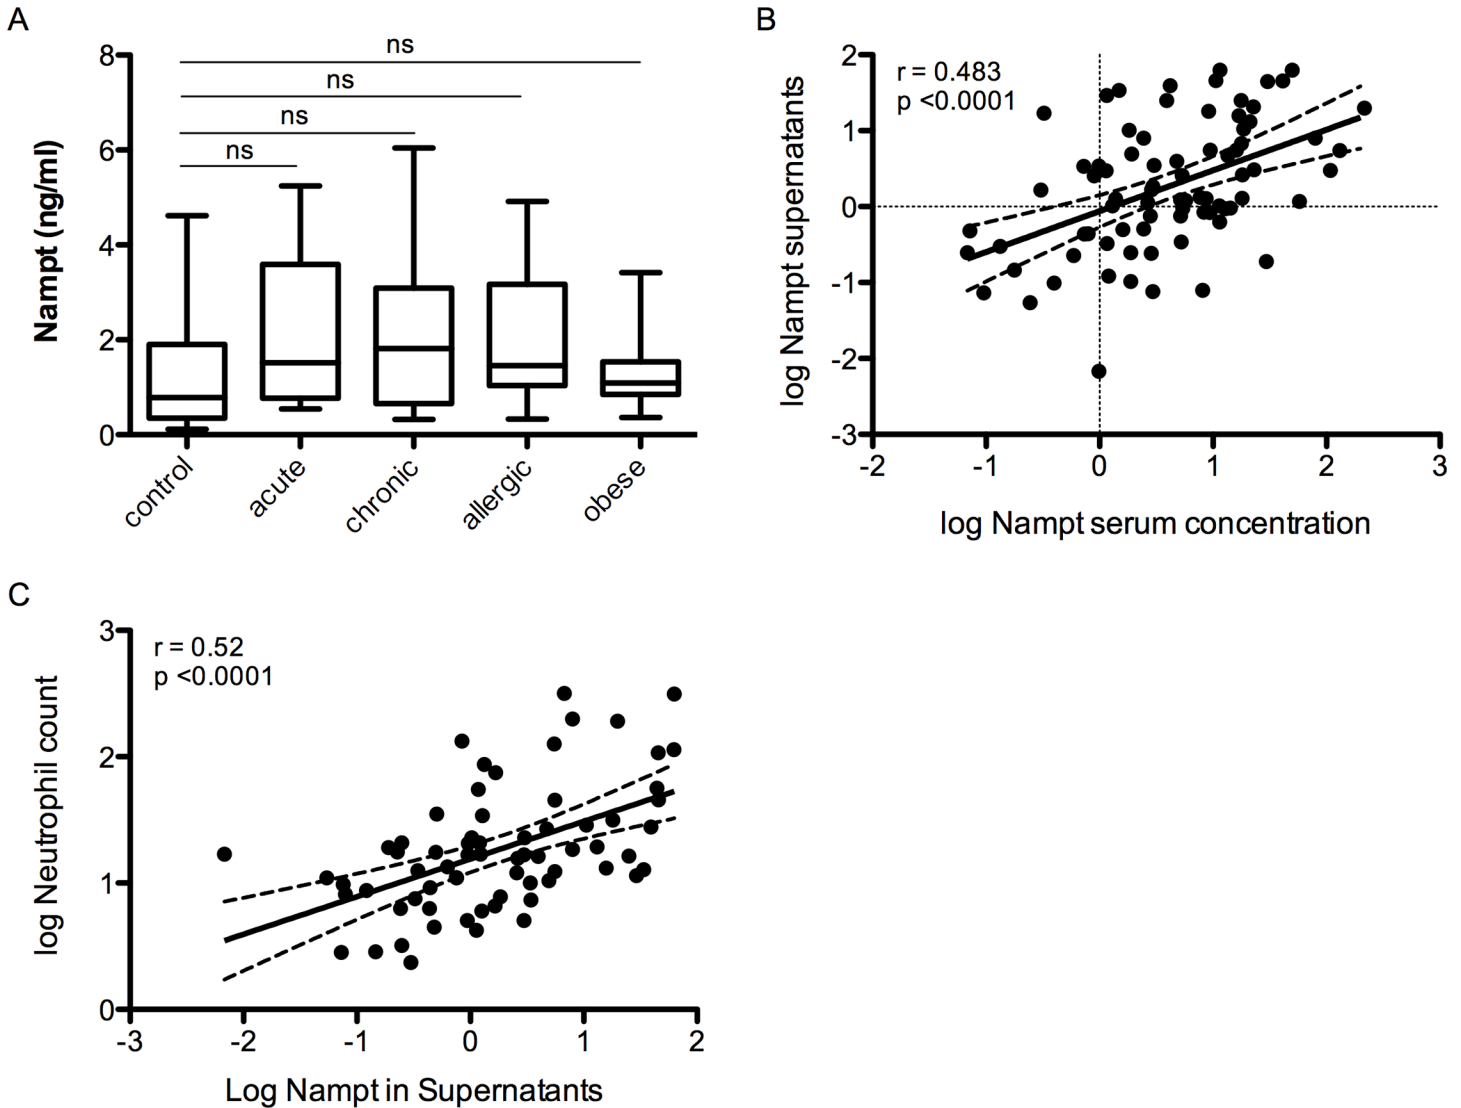 A
ns
ns
ns
ns
8
6
4
2
0
Nampt (ng/ml)
control
acute
chronic
allergic
obese
B
r = 0.483
p <0.0001
2
1
0
-1
-2
-3
log Nampt supernatants
-2 -1 0 1 2 3
log Nampt serum concentration
C
r = 0.52
p <0.0001
3
2
1
0
log Neutrophil count
-3 -2 -1 0 1 2
Log Nampt in Supernatants